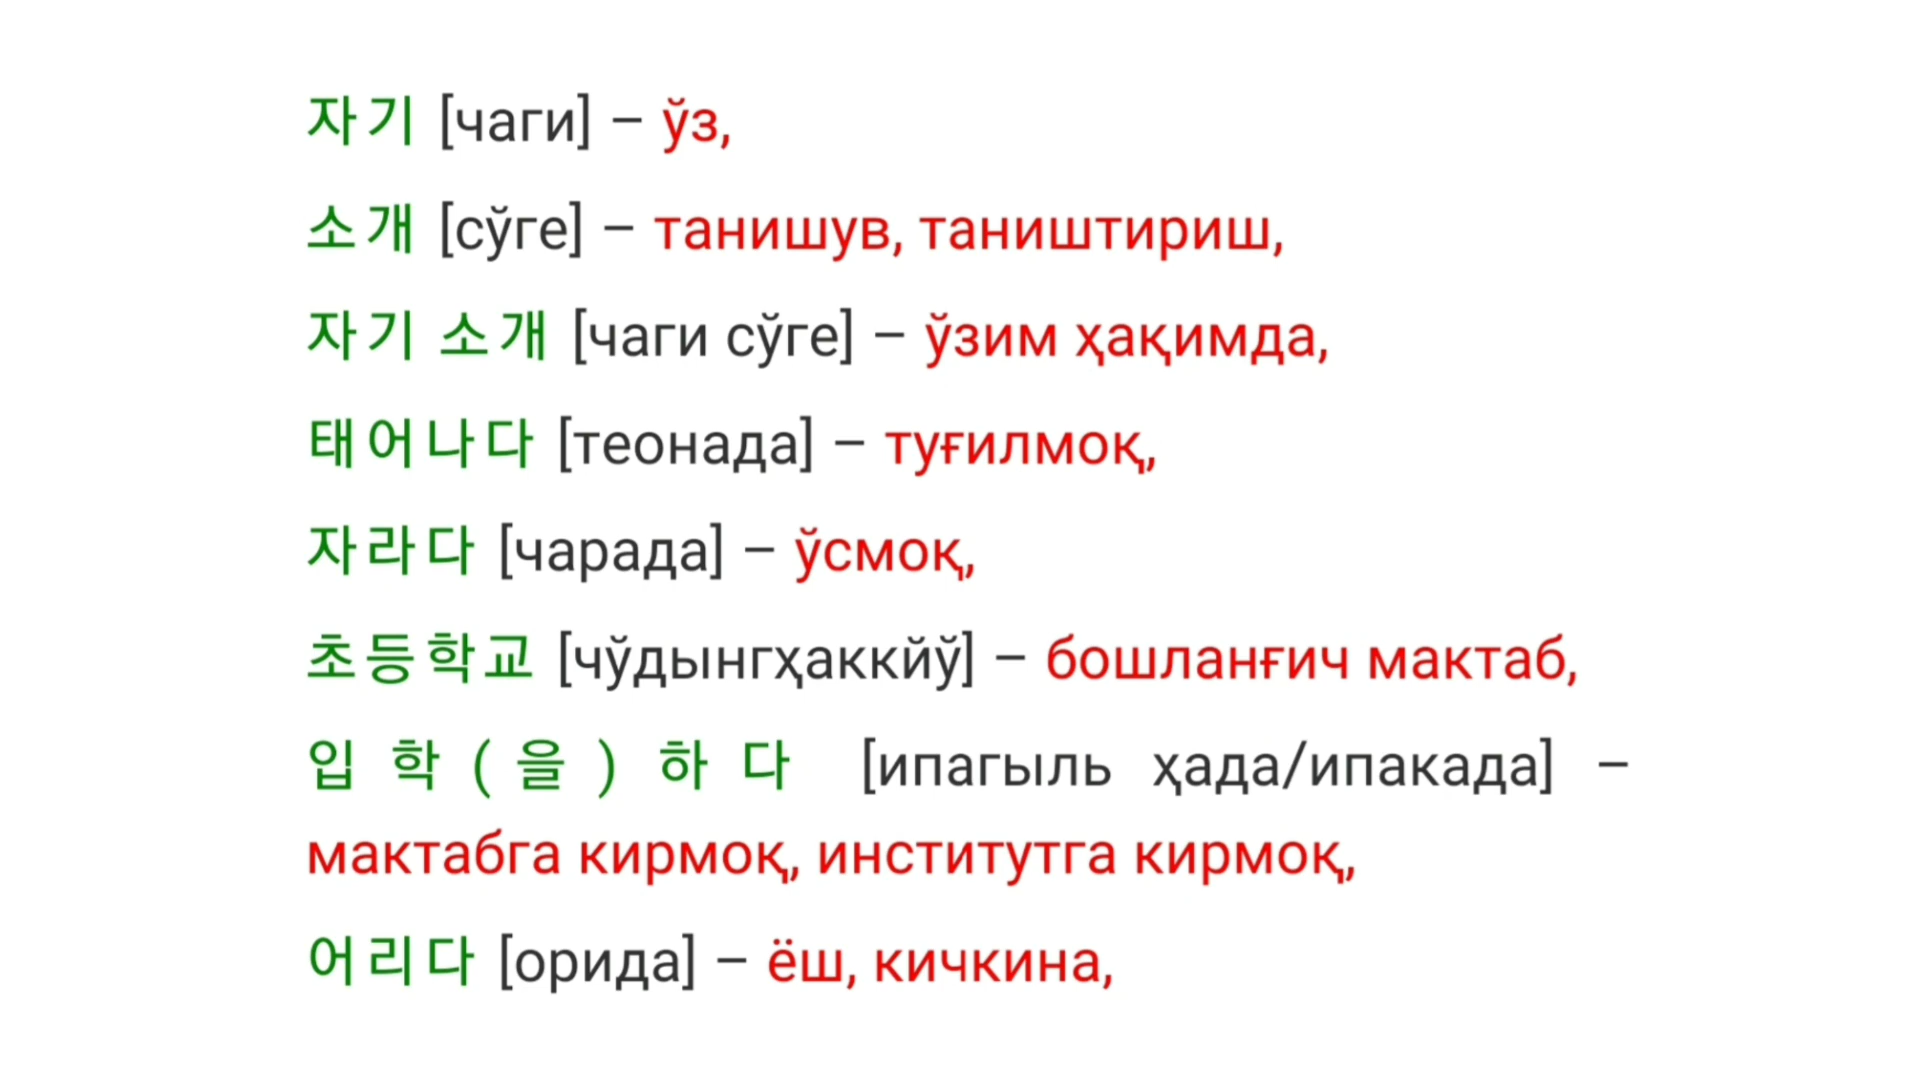 자기 [чаги] – ўз,
소개 [сўге] – танишув, таништириш,
자기 소개 [чаги сўге] – ўзим ҳақимда,
태어나다 [теонада] – туғилмоқ,
자라다 [чарада] – ўсмоқ,
초등학교 [чўдынгҳаккйў] – бошланғич мактаб,
입학(을)하다 [ипагыль ҳада/ипакада] –
мактабга кирмоқ, институтга кирмоқ,
어리다 [орида] – ёш, кичкина,